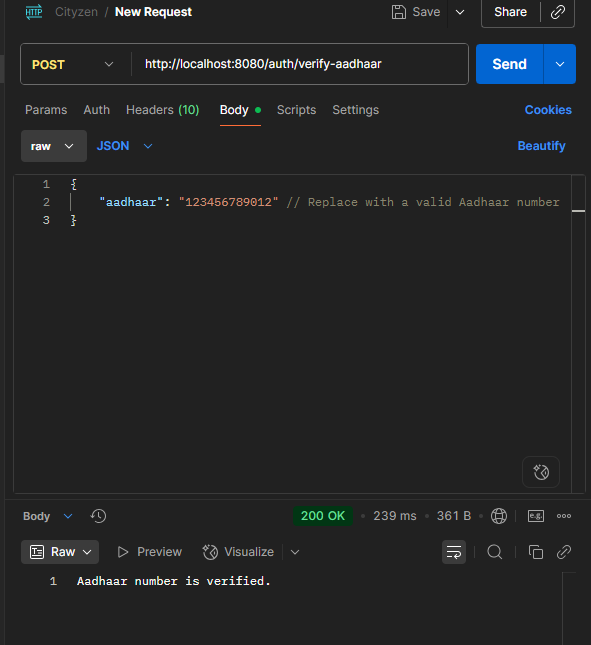 HTTP Cityzen / New Request Save Share
POST http://localhost:8080/auth/verify-aadhaar Send
Params Auth Headers (10) Body Scripts Settings Cookies
raw JSON Beautify
1 {
2 "aadhaar": "123456789012" // Replace with a valid Aadhaar number
3 }
Body 200 OK • 239 ms • 361 B e.g.
Raw Preview Visualize
1 Aadhaar number is verified.